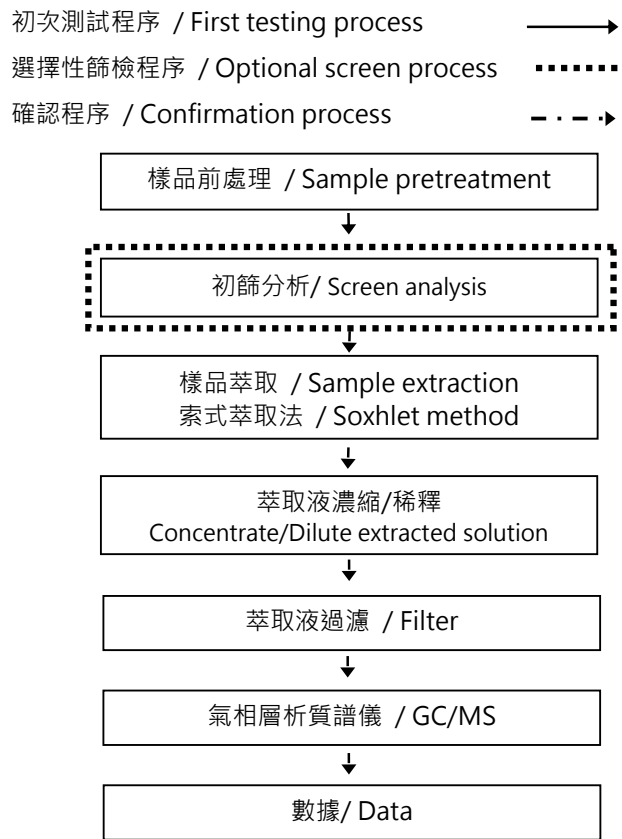 初次測試程序 / First testing process
選擇性篩檢程序 / Optional screen process
確認程序 / Confirmation process
樣品前處理 / Sample pretreatment
初篩分析/ Screen analysis
樣品萃取 / Sample extraction
索式萃取法 / Soxhlet method
萃取液濃縮/稀釋
Concentrate/Dilute extracted solution
萃取液過濾 / Filter
氣相層析質譜儀 / GC/MS
數據/ Data